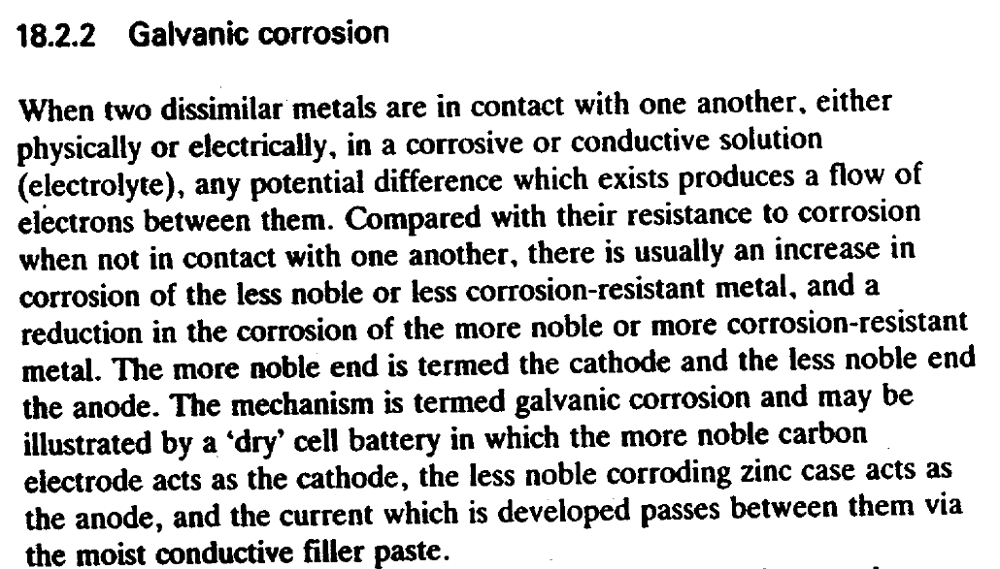 18.2.2 Galvanic corrosion
When two dissimilar metals are in contact with one another, either
physically or electrically, in a corrosive or conductive solution
(electrolyte), any potential difference which exists produces a flow of
electrons between them. Compared with their resistance to corrosion
when not in contact with one another, there is usually an increase in
corrosion of the less noble or less corrosion-resistant metal, and a
reduction in the corrosion of the more noble or more corrosion-resistant
metal. The more noble end is termed the cathode and the less noble end
the anode. The mechanism is termed galvanic corrosion and may be
illustrated by a ‘dry’ cell battery in which the more noble carbon
electrode acts as the cathode, the less noble corroding zinc case acts as
the anode, and the current which is developed passes between them via
the moist conductive filler paste.